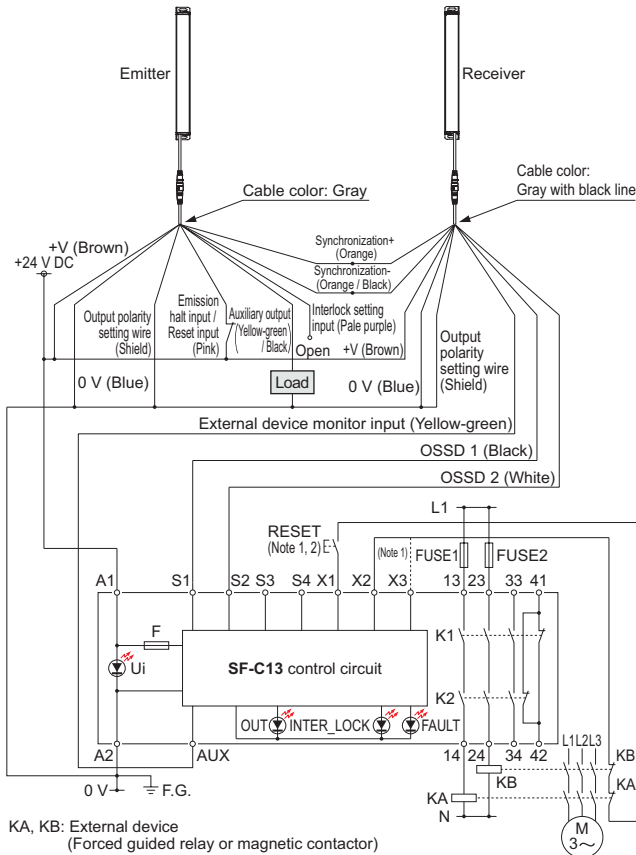 Emitter
Receiver
Cable color: Gray
Cable color:
Gray with black line
+V (Brown)
+24 V DC
Synchronization+
(Orange)
Synchronization-
(Orange / Black)
Output polarity
setting wire
(Shield)
Emission
halt input /
Reset input
(Pink)
Auxiliary output
(Yellow-green
/ Black)
Interlock setting
input (Pale purple)
Open
+V (Brown)
Output
polarity
setting wire
(Shield)
0 V (Blue)
Load
0 V (Blue)
External device monitor input (Yellow-green)
OSSD 1 (Black)
OSSD 2 (White)
L1
RESET
(Note 1, 2)
(Note 1)
FUSE1
FUSE2
A1
S1
S2
S3
S4
X1
X2
X3
13
23
33
41
F
K1
Ui
SF-C13 control circuit
K2
OUT
INTER_LOCK
FAULT
A2
AUX
14
24
34
42
L1 L2 L3
KB
KB
KA
0 V
F.G.
KA
N
M
3~
KA, KB: External device
(Forced guided relay or magnetic contactor)